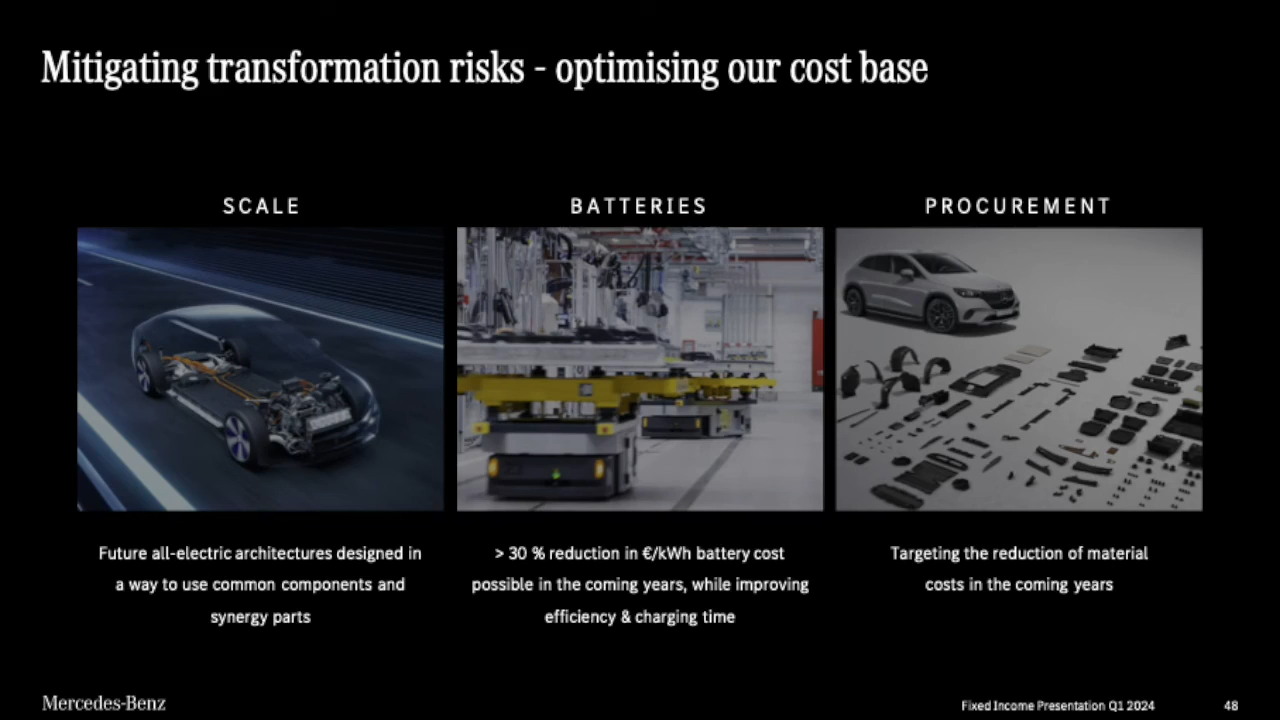 Mitigating transformation risks - optimising our cost base
SCALE
BATTERIES
PROCUREMENT
Future all-electric architectures designed in
a way to use common components and
synergy parts
> 30 % reduction in €/kWh battery cost
possible in the coming years, while improving
efficiency & charging time
Targeting the reduction of material
costs in the coming years
Mercedes-Benz
Fixed Income Presentation Q1 2024
48